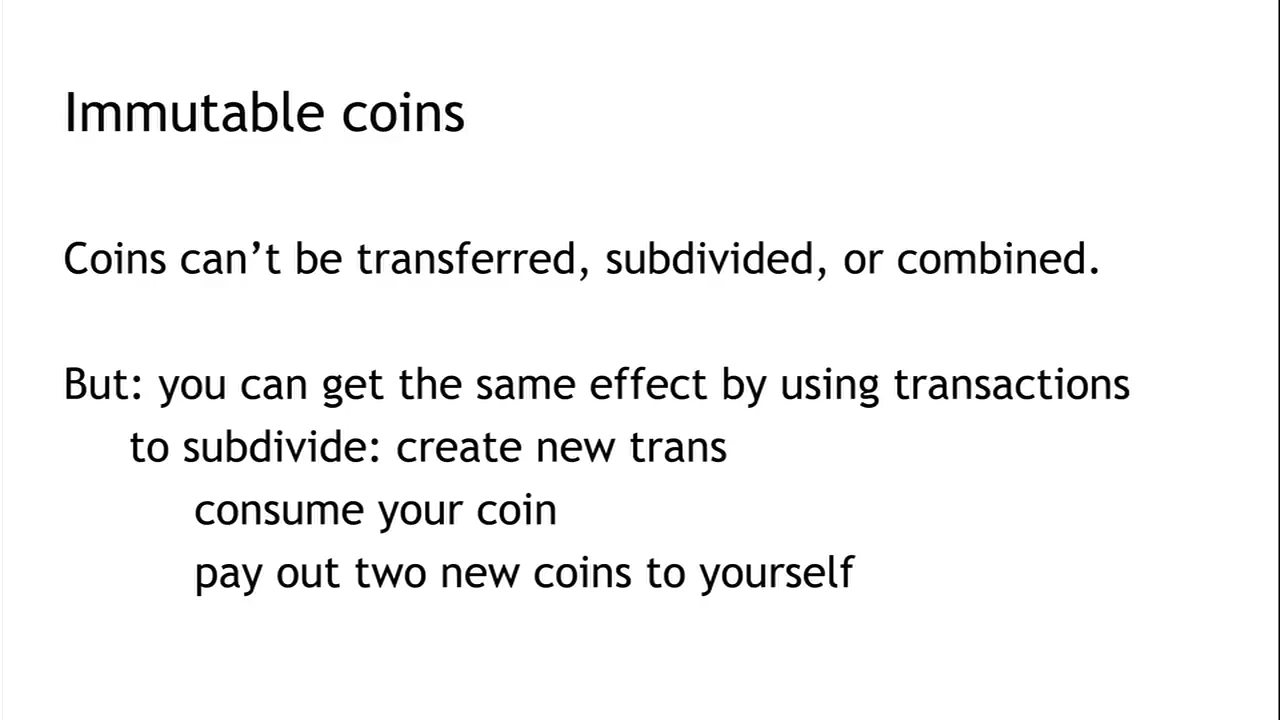 Immutable coins
Coins can’t be transferred, subdivided, or combined.
But: you can get the same effect by using transactions
to subdivide: create new trans
consume your coin
pay out two new coins to yourself